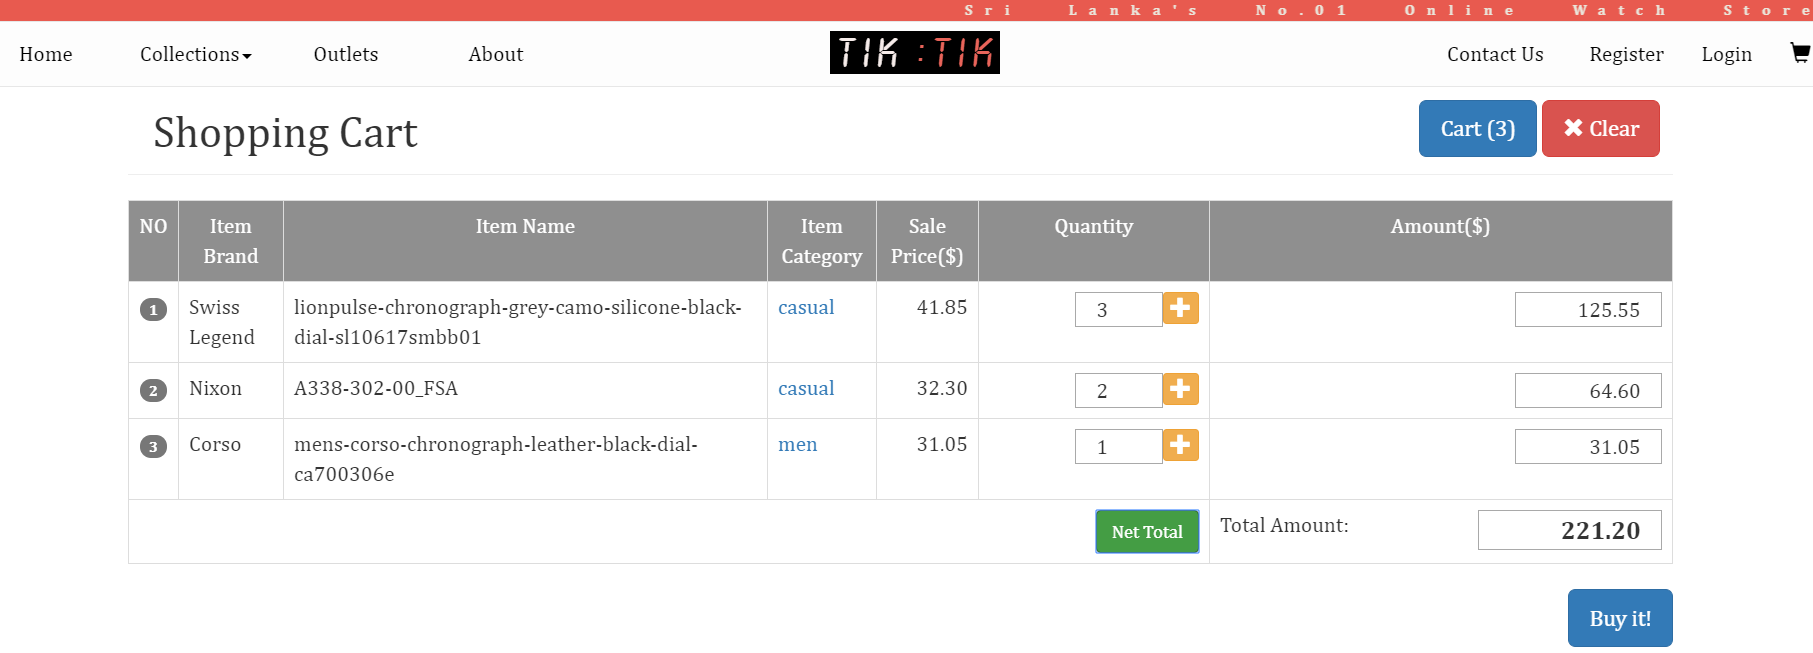 Sri Lanka's No.01 Online Watch Store
Home Collections Outlets About TIK:TIK Contact Us Register Login
Shopping Cart Cart (3) Clear
NO Item Brand Item Name Item Category Sale Price($) Quantity Amount($)
1 Swiss Legend lionpulse-chronograph-grey-camo-silicone-black-dial-sl10617smbb01 casual 41.85 3 125.55
2 Nixon A338-302-00_FSA casual 32.30 2 64.60
3 Corso mens-corso-chronograph-leather-black-dial-ca700306e men 31.05 1 31.05
Net Total Total Amount: 221.20
Buy it!